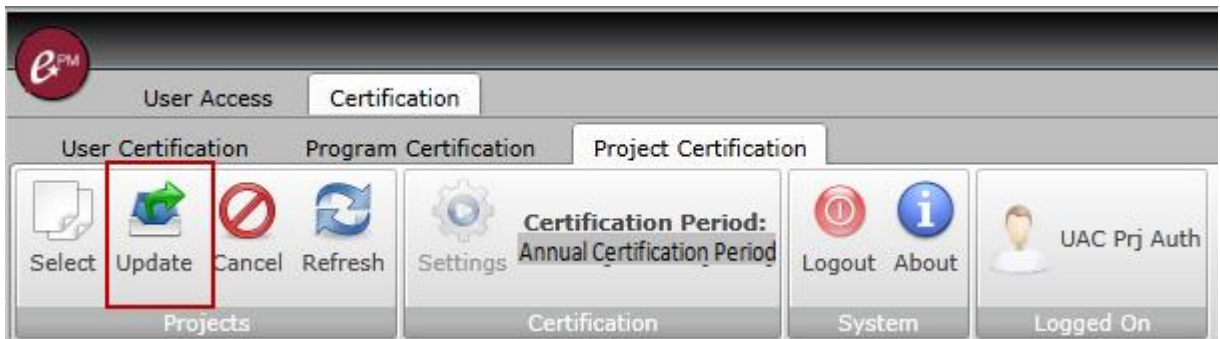 ePM
User Access Certification
User Certification Program Certification Project Certification
Select Update Cancel Refresh Settings Certification Period: Annual Certification Period Logout About UAC Prj Auth
Projects Certification System Logged On